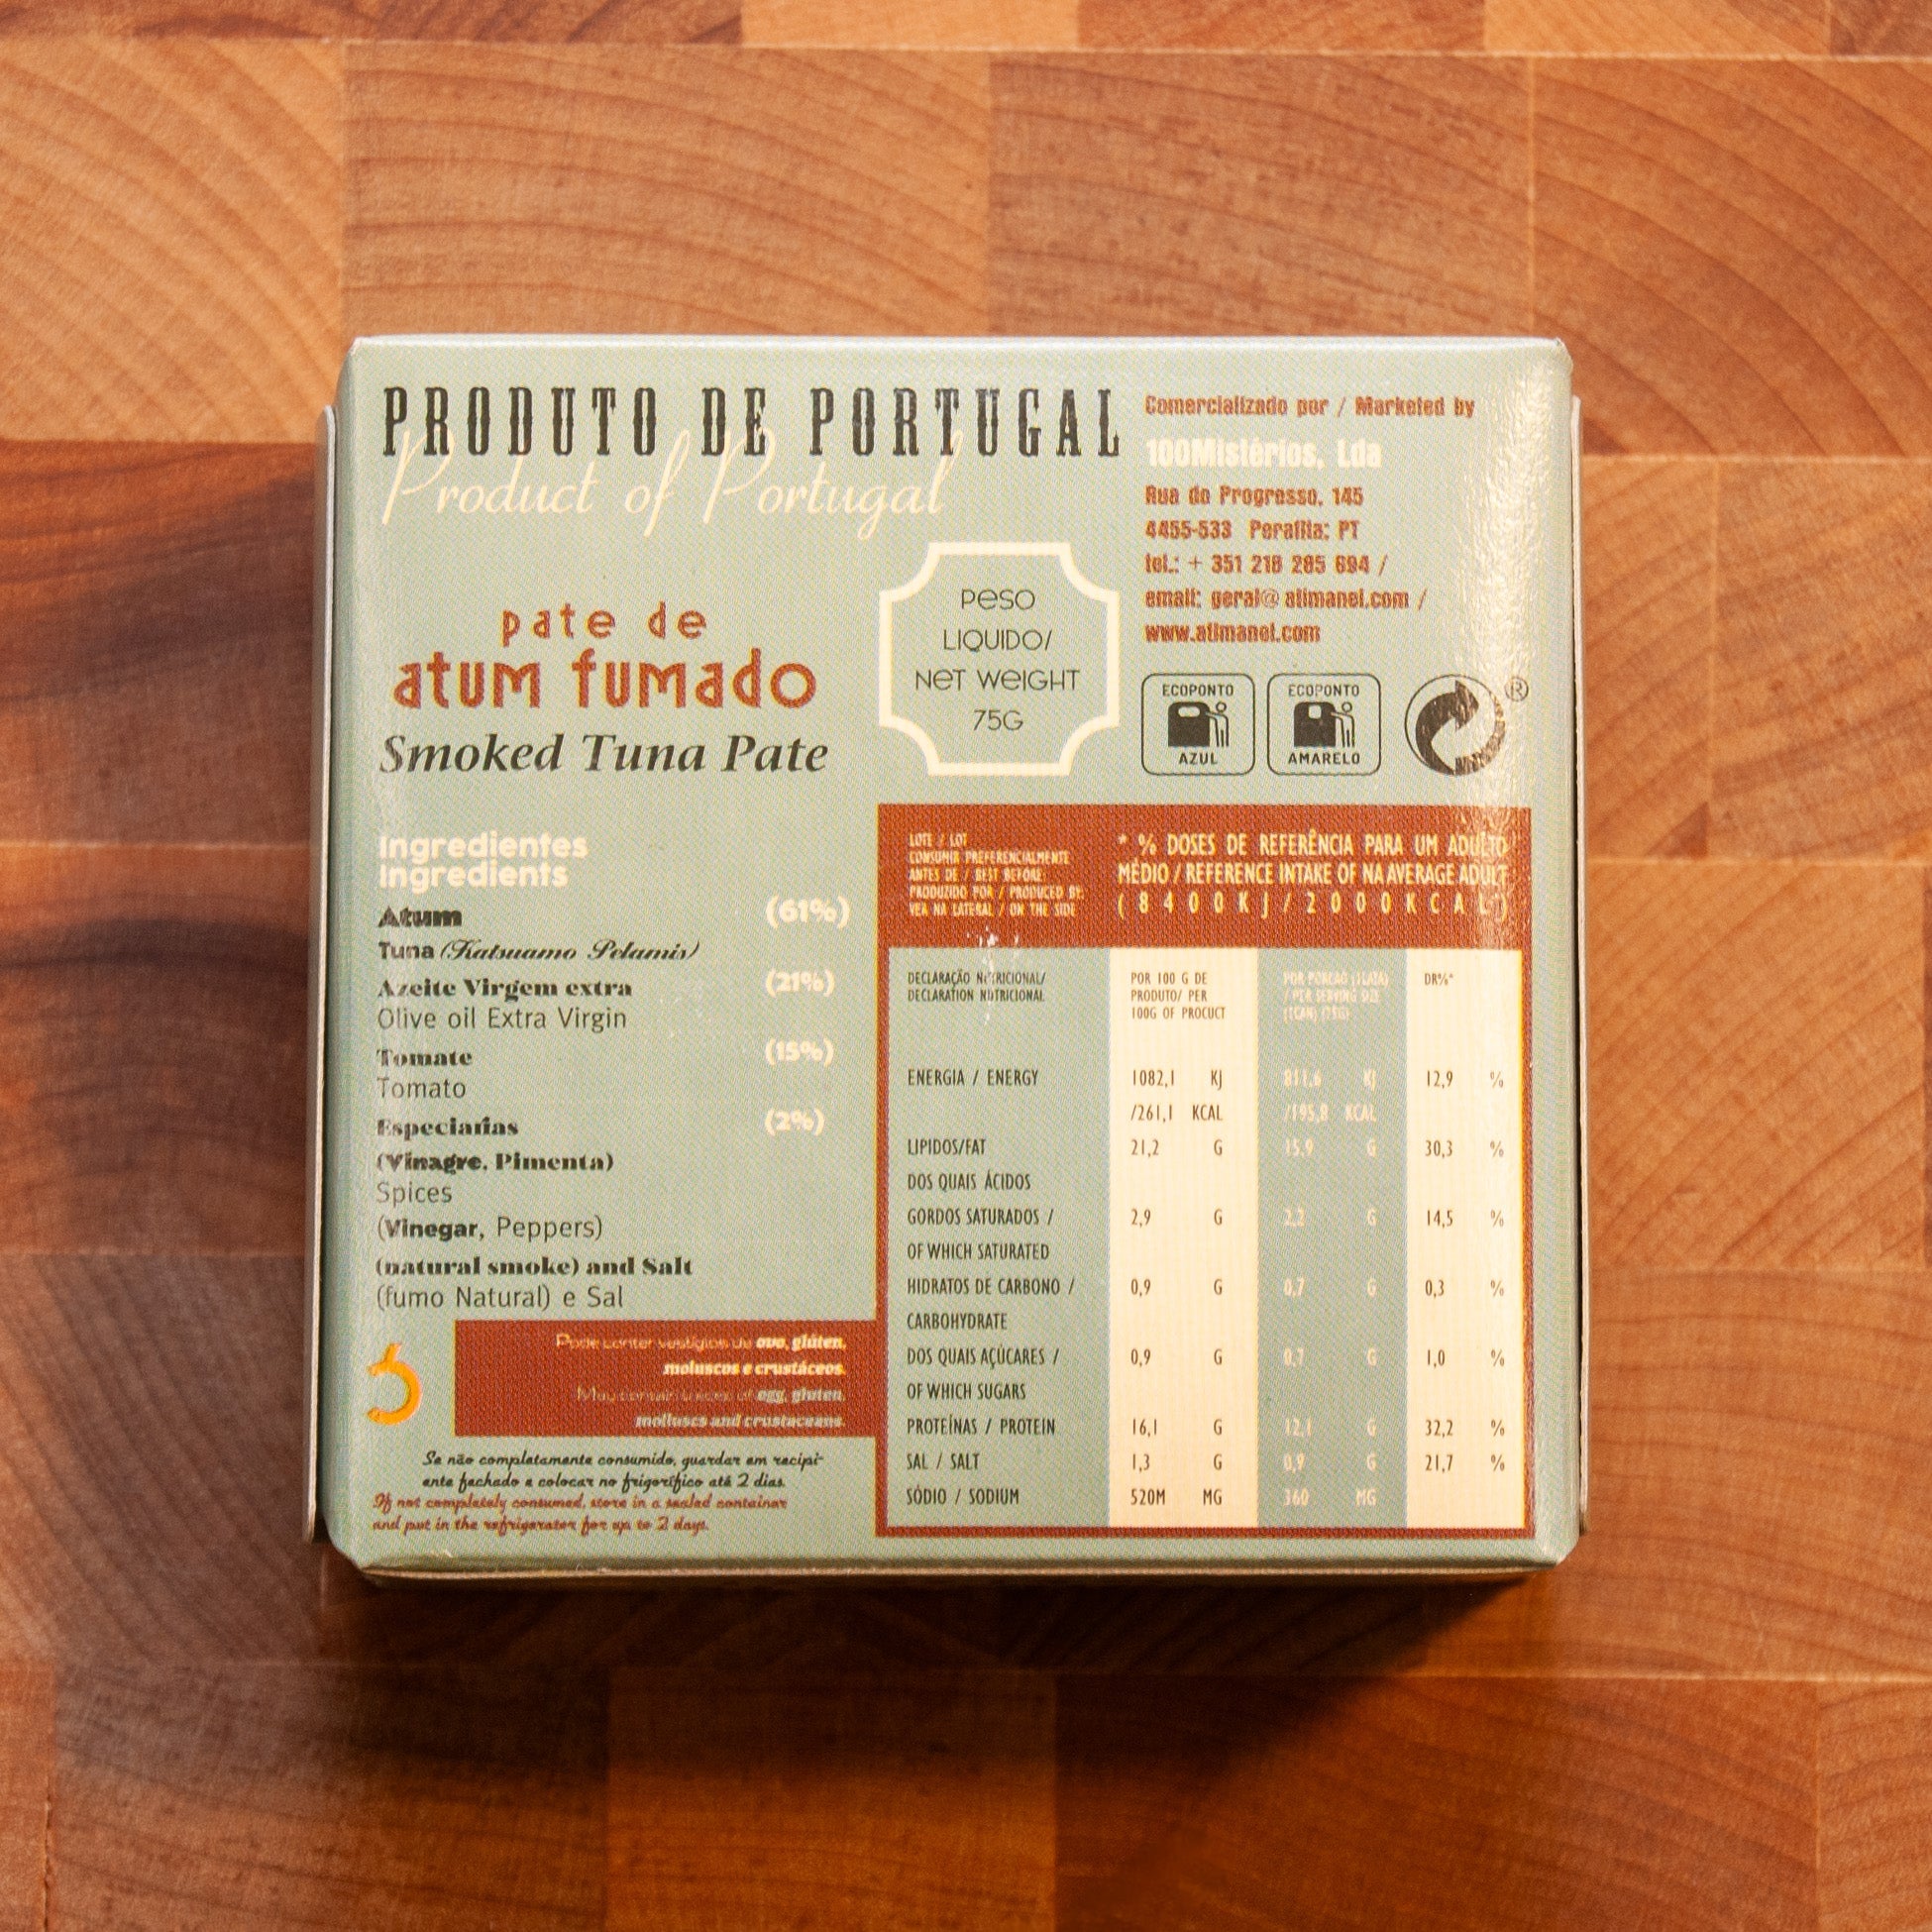 PRODUTO DE PORTUGAL
Product of Portugal
Comercializado por / Marketed by
100Mistérios, Lda
Rua do Progresso, 145
4455-533 Perafita; PT
tel.: + 351 218 285 694 /
email: geral@atimanel.com /
www.atimanel.com
pate de
atum fumado
Smoked Tuna Pate
PESO
LIQUIDO/
NET WEIGHT
75G
ECOPONTO
AZUL
ECOPONTO
AMARELO
®
Ingredientes
Ingredients
Atum (61%)
Tuna (Katsuamo Pelamis)
Azeite Virgem extra (21%)
Olive oil Extra Virgin
Tomate (15%)
Tomato
Especiarias (2%)
(Vinagre, Pimenta)
Spices
(Vinegar, Peppers)
(natural smoke) and Salt
(fumo Natural) e Sal
Pode conter vestígios de ovo, glúten,
moluscos e crustáceos.
May contain traces of egg, gluten,
molluscs and crustaceans.
Se não completamente consumido, guardar em recipi-
ente fechado e colocar no frigorífico até 2 dias.
If not completely consumed, store in a sealed container
and put in the refrigerator for up to 2 days.
LOTE / LOT
CONSUMIR PREFERENCIALMENTE
ANTES DE / BEST BEFORE:
PRODUZIDO POR / PRODUCED BY:
VEA NA LATERAL / ON THE SIDE
* % DOSES DE REFERÊNCIA PARA UM ADULTO
MÉDIO / REFERENCE INTAKE OF NA AVERAGE ADULT
(8400KJ/2000KCAL)
DECLARAÇÃO NUTRICIONAL/
DECLARATION NUTRICIONAL
POR 100 G DE
PRODUTO/ PER
100G OF PROCUCT
POR PORÇÃO (1LATA)
/ PER SERVING SIZE
(1CAN) (75G)
DR%*
ENERGIA / ENERGY 1082,1 KJ 811,6 KJ 12,9 %
/261,1 KCAL /195,8 KCAL
LIPIDOS/FAT 21,2 G 15,9 G 30,3 %
DOS QUAIS ÁCIDOS
GORDOS SATURADOS / 2,9 G 2,2 G 14,5 %
OF WHICH SATURATED
HIDRATOS DE CARBONO / 0,9 G 0,7 G 0,3 %
CARBOHYDRATE
DOS QUAIS AÇÚCARES / 0,9 G 0,7 G 1,0 %
OF WHICH SUGARS
PROTEÍNAS / PROTEIN 16,1 G 12,1 G 32,2 %
SAL / SALT 1,3 G 0,9 G 21,7 %
SÓDIO / SODIUM 520M MG 360 MG